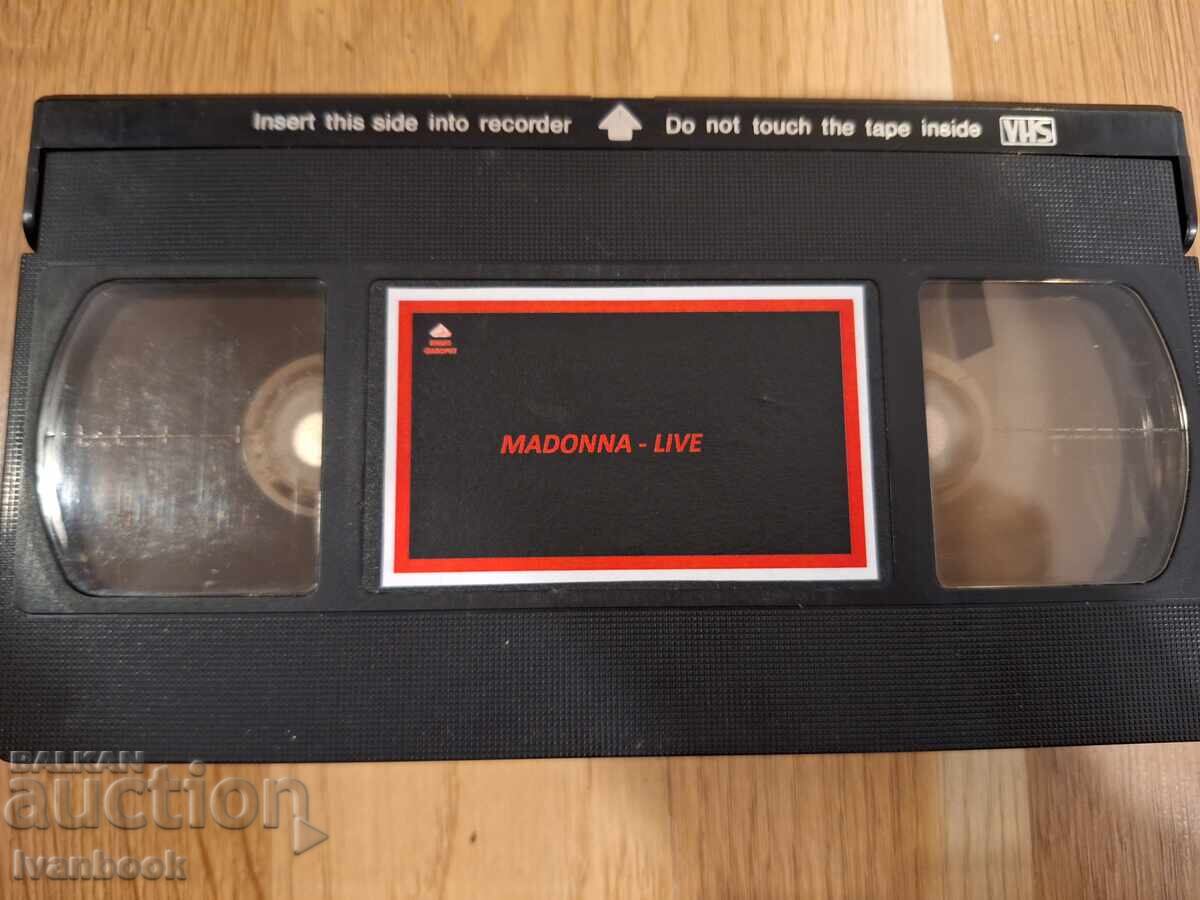 Insert this side into recorder Do not touch the tape inside VHS
MADONNA - LIVE
BALKAN
auction
Ivanbook